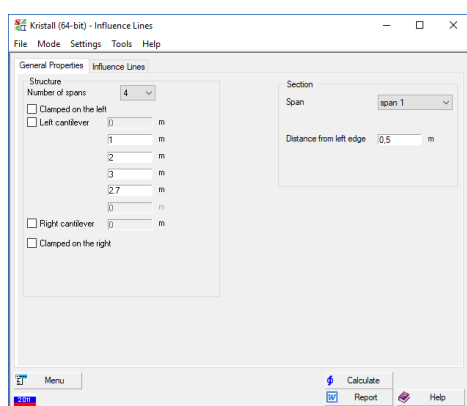 Kristall (64-bit) - Influence Lines
File Mode Settings Tools Help
General Properties Influence Lines
Structure
Number of spans 4
Clamped on the left
Left cantilever 0 m
1 m
2 m
3 m
2.7 m
0 m
Right cantilever 0 m
Clamped on the right
Section
Span span 1
Distance from left edge 0,5 m
Menu
Calculate
Report Help